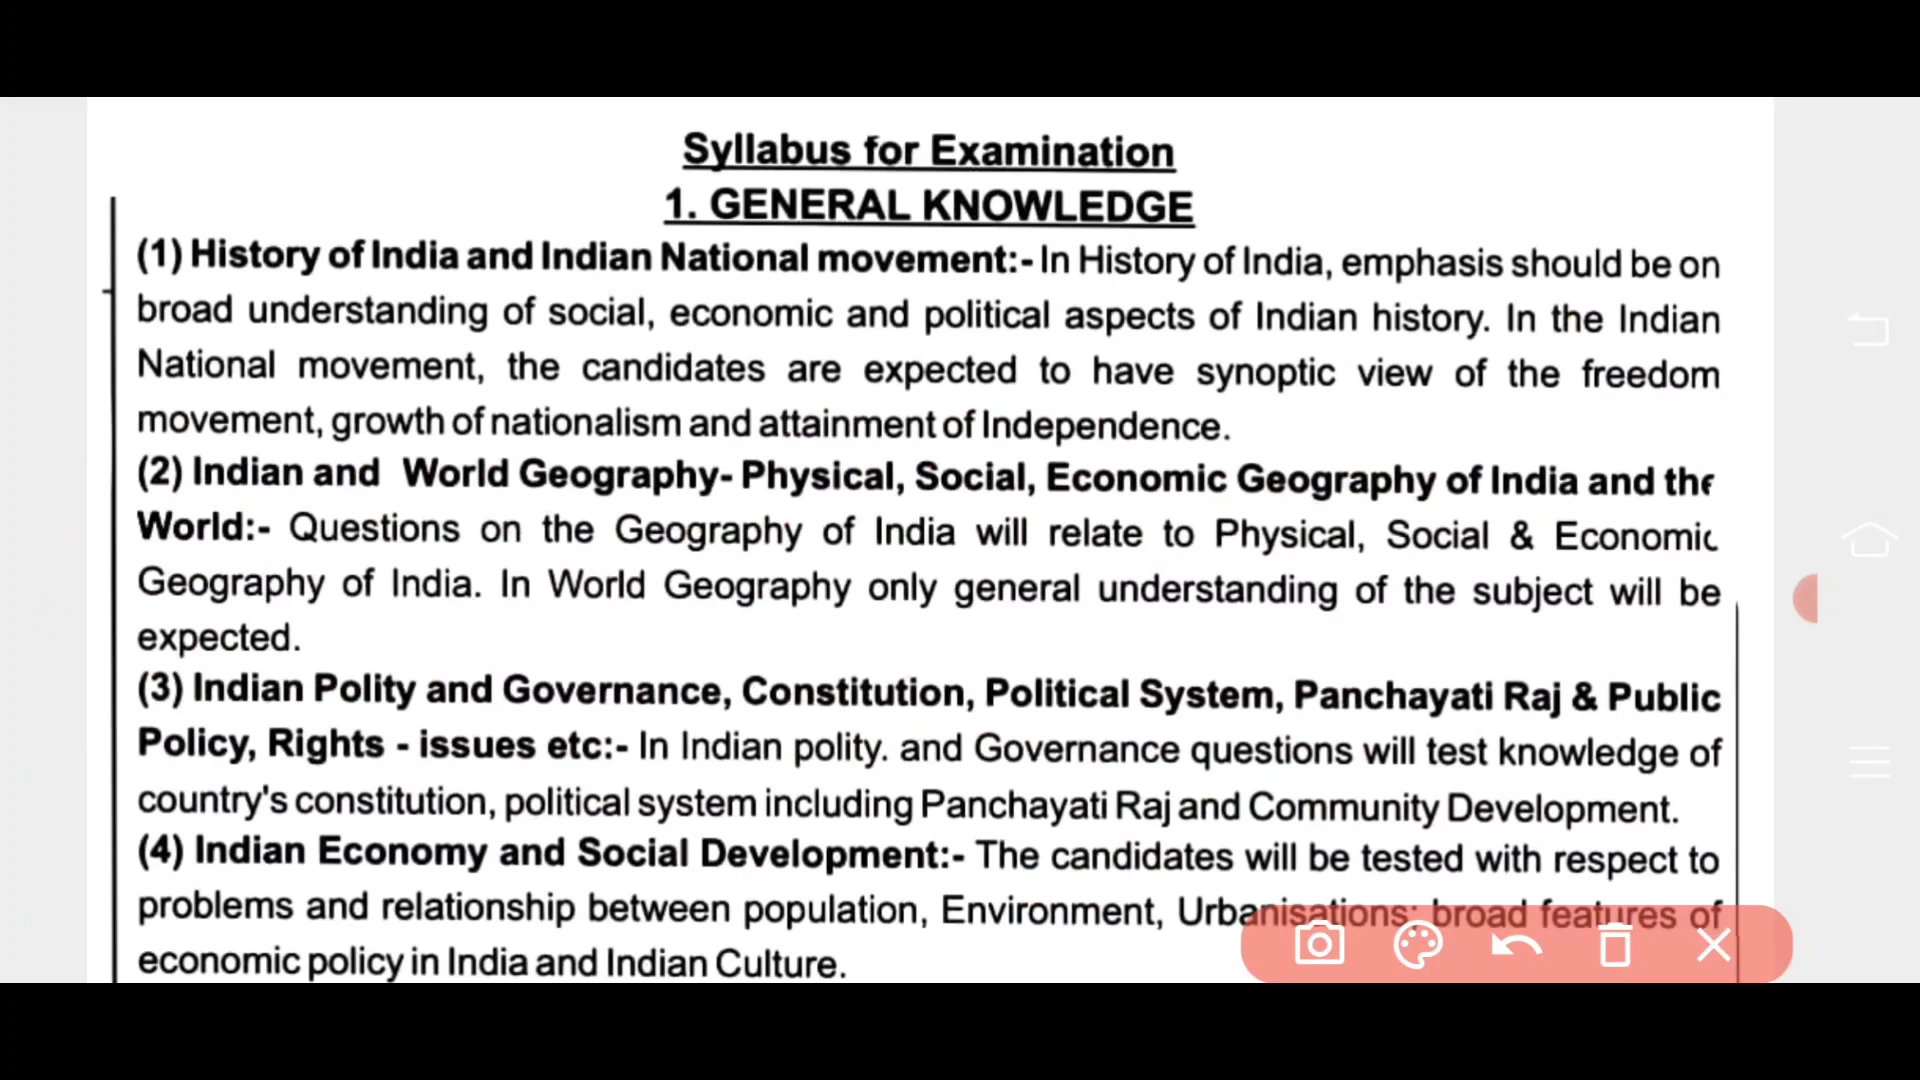 Syllabus for Examination
1. GENERAL KNOWLEDGE
(1) History of India and Indian National movement:- In History of India, emphasis should be on
broad understanding of social, economic and political aspects of Indian history. In the Indian
National movement, the candidates are expected to have synoptic view of the freedom
movement, growth of nationalism and attainment of Independence.
(2) Indian and World Geography- Physical, Social, Economic Geography of India and the
World:- Questions on the Geography of India will relate to Physical, Social & Economic
Geography of India. In World Geography only general understanding of the subject will be
expected.
(3) Indian Polity and Governance, Constitution, Political System, Panchayati Raj & Public
Policy, Rights - issues etc:- In Indian polity. and Governance questions will test knowledge of
country's constitution, political system including Panchayati Raj and Community Development.
(4) Indian Economy and Social Development:- The candidates will be tested with respect to
problems and relationship between population, Environment, Urbanisations; broad features of
economic policy in India and Indian Culture.